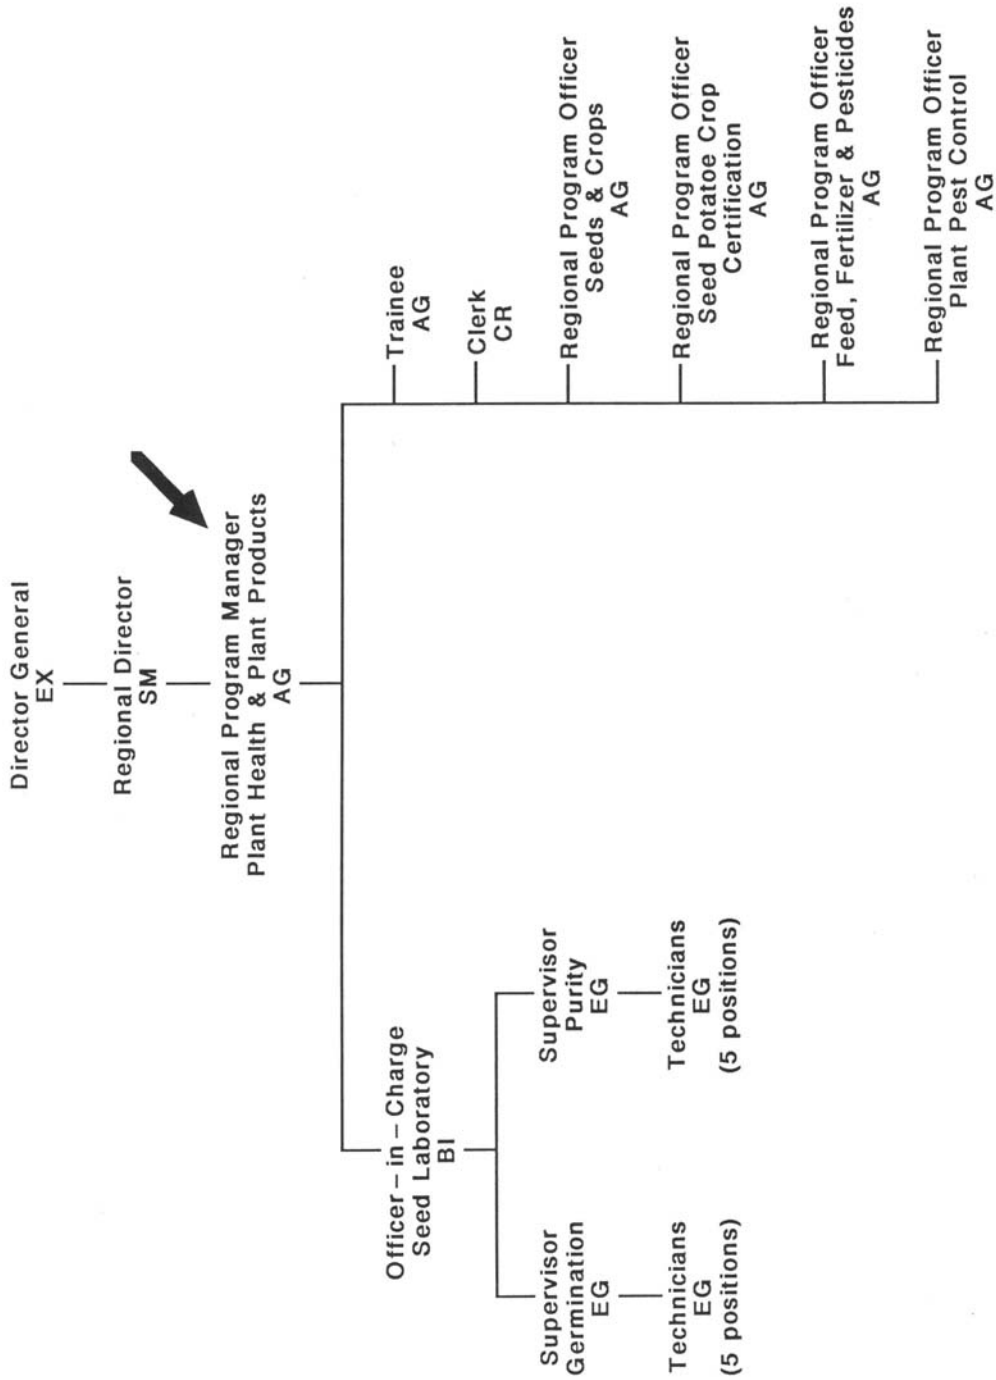 Director General
EX
Regional Director
SM
Regional Program Manager
Plant Health & Plant Products
AG
Officer – in – Charge
Seed Laboratory
BI
Supervisor
Germination
EG
Technicians
EG
(5 positions)
Supervisor
Purity
EG
Technicians
EG
(5 positions)
Trainee
AG
Clerk
CR
Regional Program Officer
Seeds & Crops
AG
Regional Program Officer
Seed Potatoe Crop
Certification
AG
Regional Program Officer
Feed, Fertilizer & Pesticides
AG
Regional Program Officer
Plant Pest Control
AG